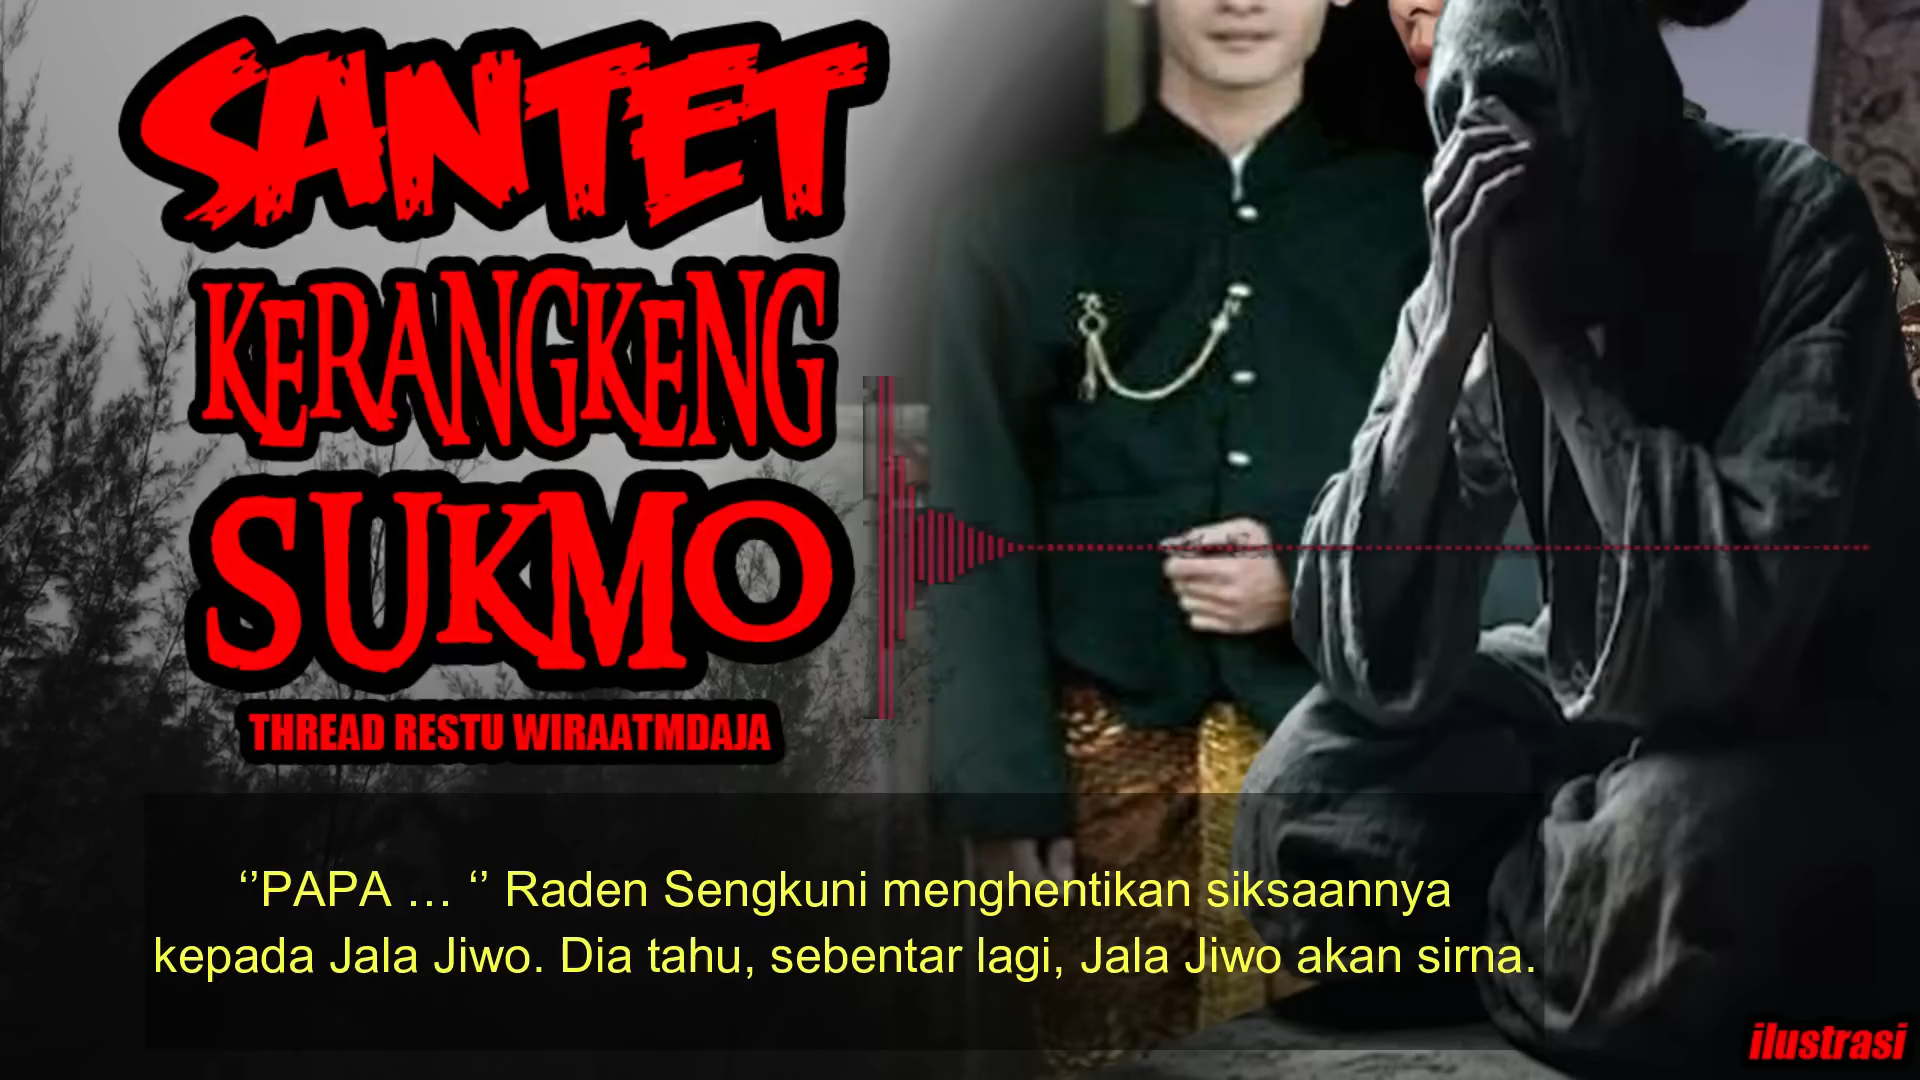 SANTET
KERANGKENG
SUKMO
THREAD RESTU WIRAATMDAJA
‘’PAPA … ‘’ Raden Sengkuni menghentikan siksaannya
kepada Jala Jiwo. Dia tahu, sebentar lagi, Jala Jiwo akan sirna.
ilustrasi